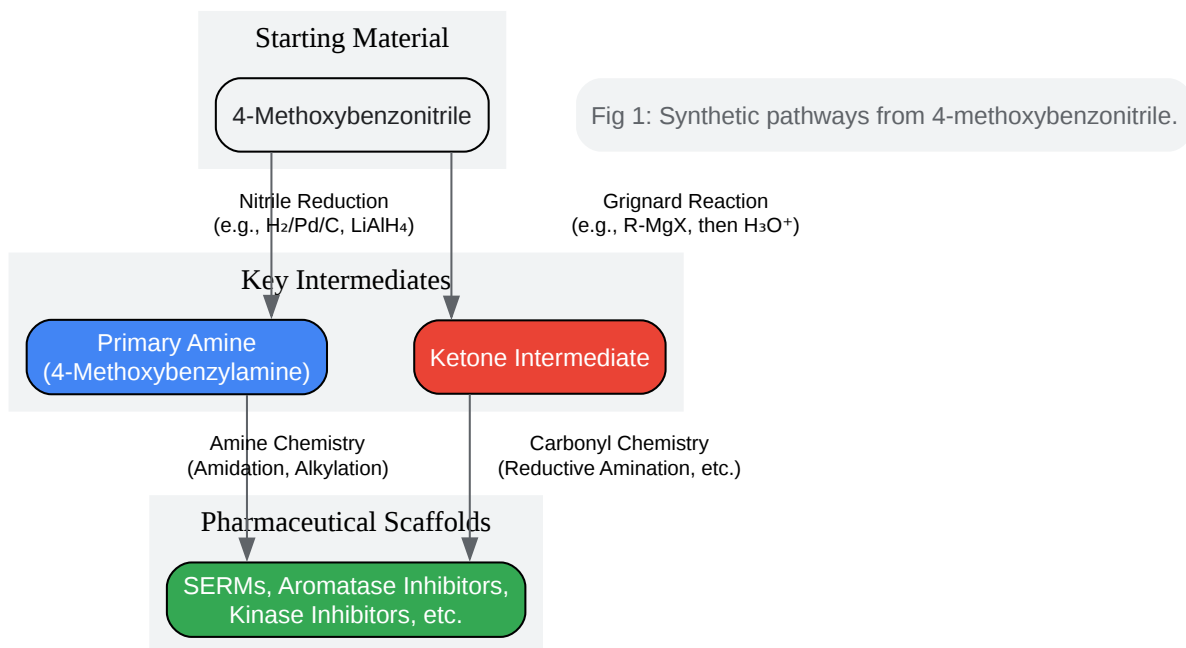 Starting Material
4-Methoxybenzonitrile
Fig 1: Synthetic pathways from 4-methoxybenzonitrile.
Nitrile Reduction
(e.g., H₂/Pd/C, LiAlH₄)
Grignard Reaction
(e.g., R-MgX, then H₃O⁺)
Key Intermediates
Primary Amine
(4-Methoxybenzylamine)
Ketone Intermediate
Amine Chemistry
(Amidation, Alkylation)
Carbonyl Chemistry
(Reductive Amination, etc.)
Pharmaceutical Scaffolds
SERMs, Aromatase Inhibitors,
Kinase Inhibitors, etc.